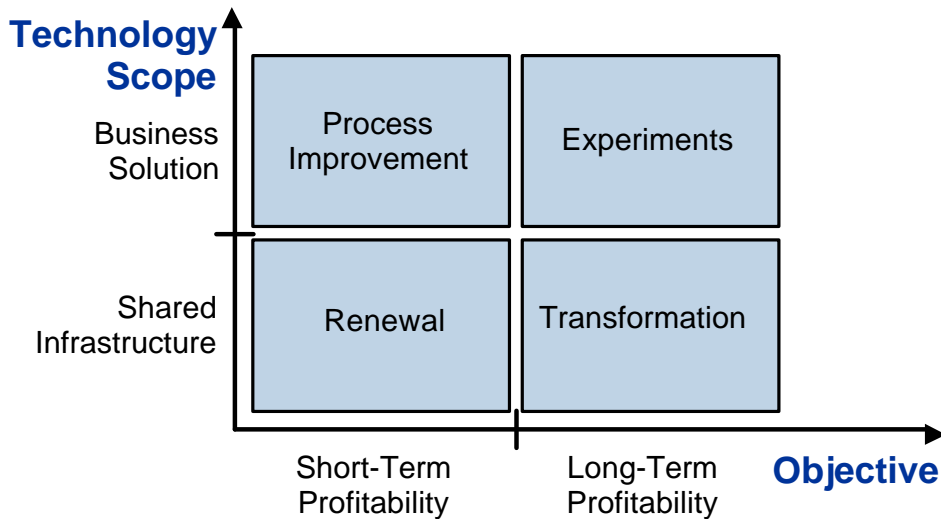 Technology
Scope
Business
Solution
Process
Improvement
Experiments
Shared
Infrastructure
Renewal
Transformation
Short-Term
Profitability
Long-Term
Profitability
Objective